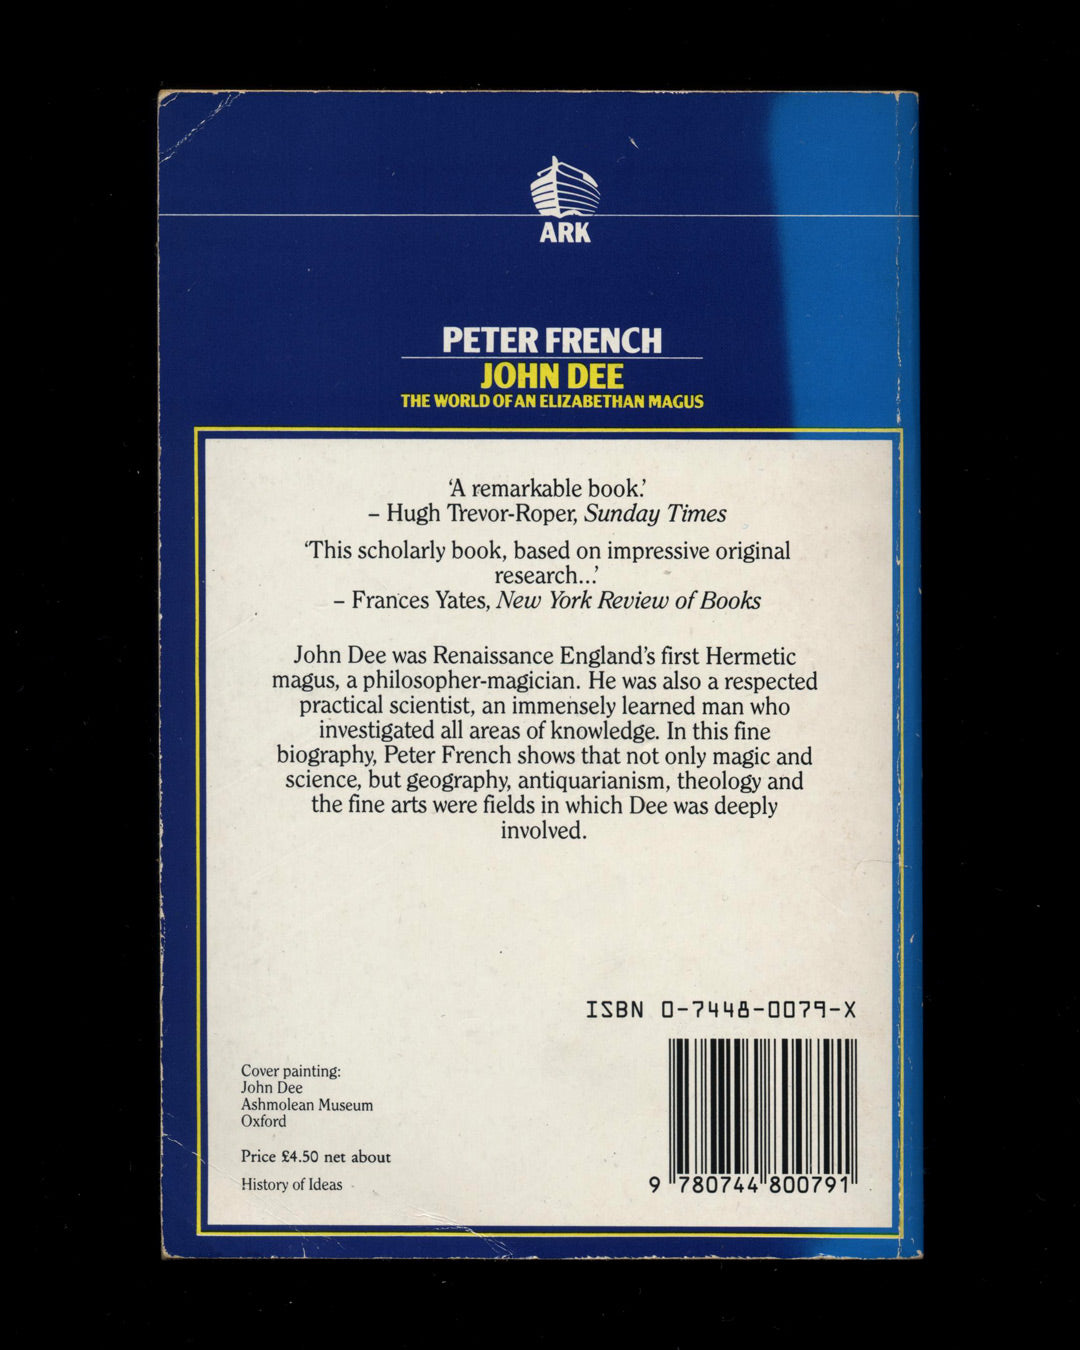 ARK
PETER FRENCH
JOHN DEE
THE WORLD OF AN ELIZABETHAN MAGUS
‘A remarkable book.’
– Hugh Trevor-Roper, Sunday Times
‘This scholarly book, based on impressive original
research...’
– Frances Yates, New York Review of Books
John Dee was Renaissance England’s first Hermetic
magus, a philosopher-magician. He was also a respected
practical scientist, an immensely learned man who
investigated all areas of knowledge. In this fine
biography, Peter French shows that not only magic and
science, but geography, antiquarianism, theology and
the fine arts were fields in which Dee was deeply
involved.
ISBN 0-7448-0079-X
Cover painting:
John Dee
Ashmolean Museum
Oxford
Price £4.50 net about
History of Ideas
9 780744 800791